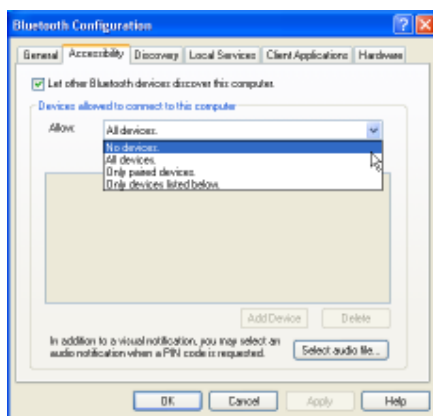 Bluetooth Configuration
General Accessibility Discovery Local Services Client Applications Hardware
Let other Bluetooth devices discover this computer.
Devices allowed to connect to this computer
Allow: All devices.
No devices.
All devices.
Only paired devices.
Only devices listed below.
Add Device Delete
In addition to a visual notification, you may select an
audio notification when a PIN code is requested.
Select audio file...
OK Cancel Apply Help